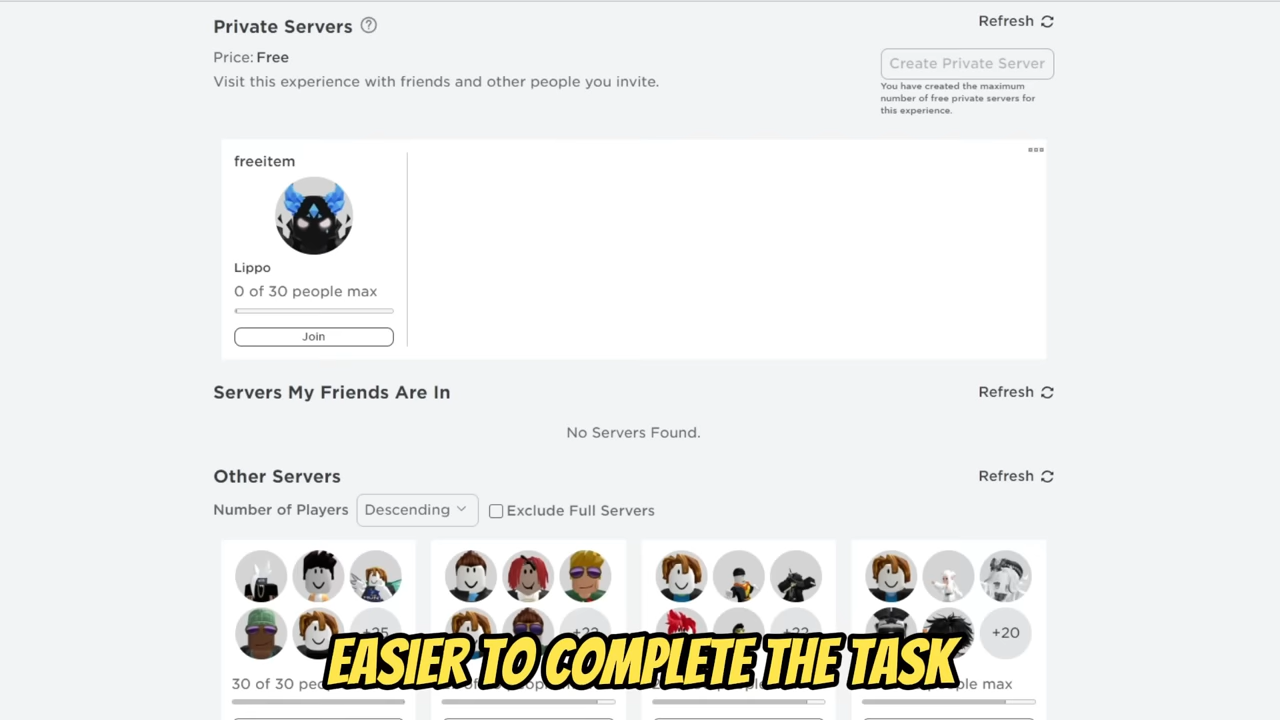 Private Servers
Refresh
Price: Free
Visit this experience with friends and other people you invite.
Create Private Server
You have created the maximum
number of free private servers for
this experience.
freeitem
Lippo
0 of 30 people max
Join
Servers My Friends Are In
Refresh
No Servers Found.
Other Servers
Refresh
Number of Players
Descending
Exclude Full Servers
+20
EASIER TO COMPLETE THE TASK
30 of 30
max